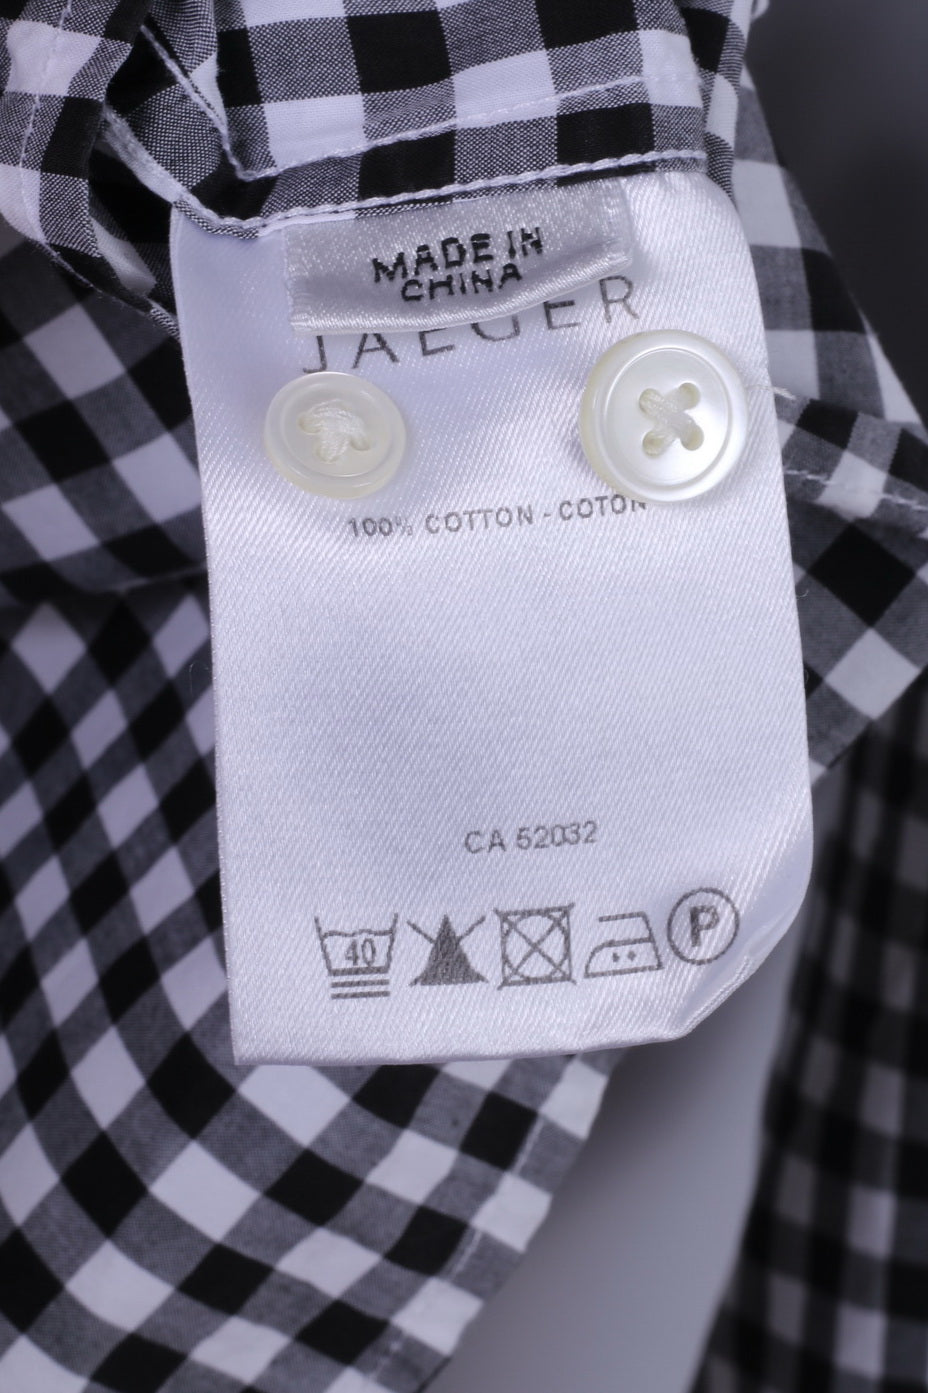 MADE IN
CHINA
JAEGER
100% COTTON - COTON
CA 52032
40
P